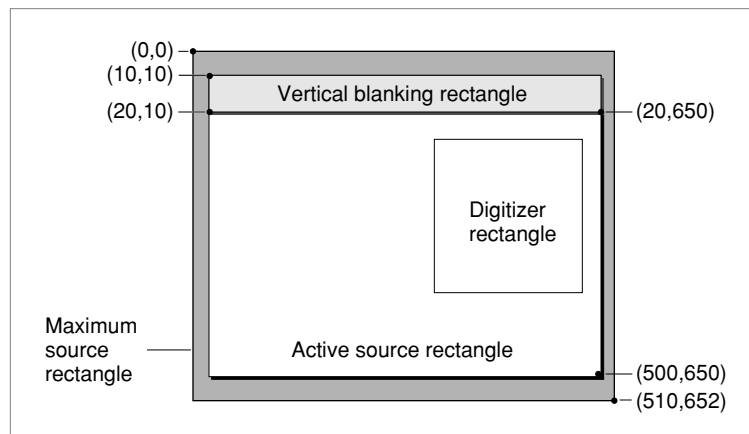 (0,0)
(10,10)
Vertical blanking rectangle
(20,10)
(20,650)
Digitizer
rectangle
Maximum
source
rectangle
Active source rectangle
(500,650)
(510,652)